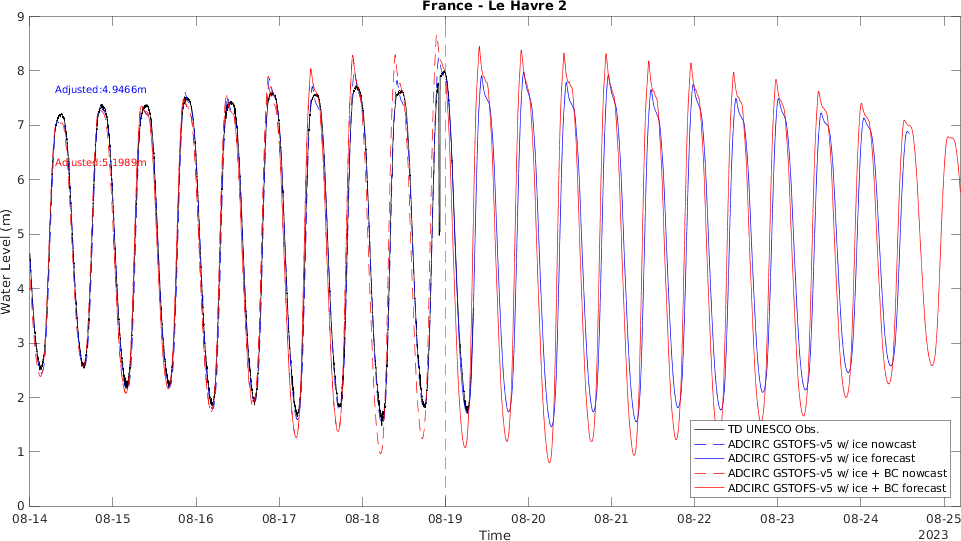 France - Le Havre 2
9
8
7
6
5
4
3
2
1
0
Water Level (m)
Adjusted:4.9466m
Adjusted:5.1989m
TD UNESCO Obs.
ADCIRC GSTOFS-v5 w/ ice nowcast
ADCIRC GSTOFS-v5 w/ ice forecast
ADCIRC GSTOFS-v5 w/ ice + BC nowcast
ADCIRC GSTOFS-v5 w/ ice + BC forecast
08-14 08-15 08-16 08-17 08-18 08-19 08-20 08-21 08-22 08-23 08-24 08-25
Time
2023